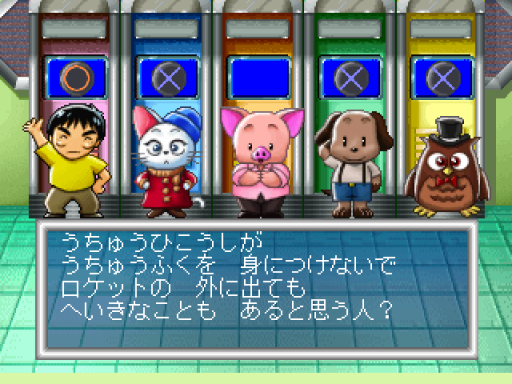 うちゅうひこうしが
うちゅうふくを　身につけないで
ロケットの　外に出ても
へいきなことも　あると思う人？